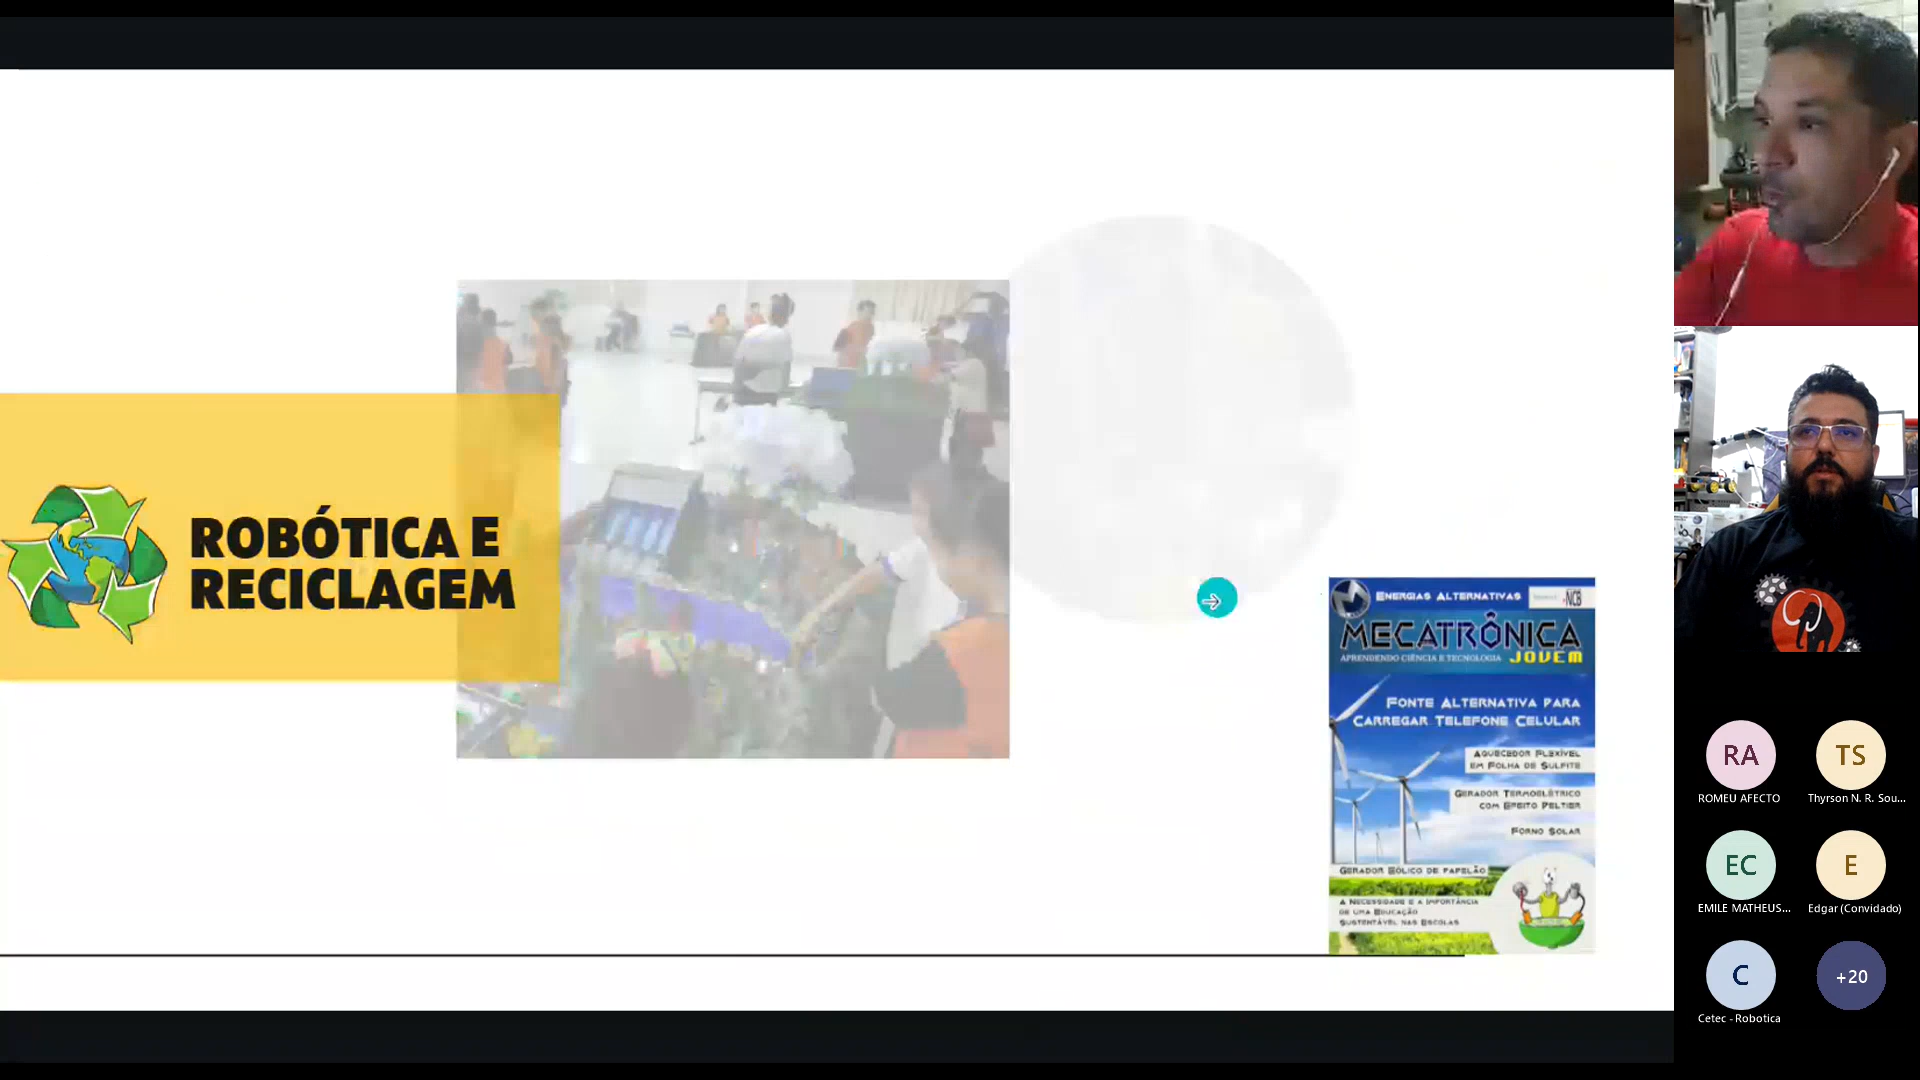 ROBÓTICA E
RECICLAGEM
ENERGIAS ALTERNATIVAS
NCB
MECATRÔNICA
APRENDENDO CIÊNCIA E TECNOLOGIA JOVEM
FONTE ALTERNATIVA PARA
CARREGAR TELEFONE CELULAR
AQUECEDOR FLEXÍVEL
EM FOLHA DE SULFITE
GERADOR TERMOELÉTRICO
COM EFEITO PELTIER
FORNO SOLAR
GERADOR EÓLICO DE PAPELÃO
A NECESSIDADE E A IMPORTÂNCIA
DE UMA EDUCAÇÃO
SUSTENTÁVEL NAS ESCOLAS
RA
TS
ROMEU AFECTO
Thyrson N. R. Sou...
EC
E
EMILE MATHEUS...
Edgar (Convidado)
C
+20
Cetec - Robotica